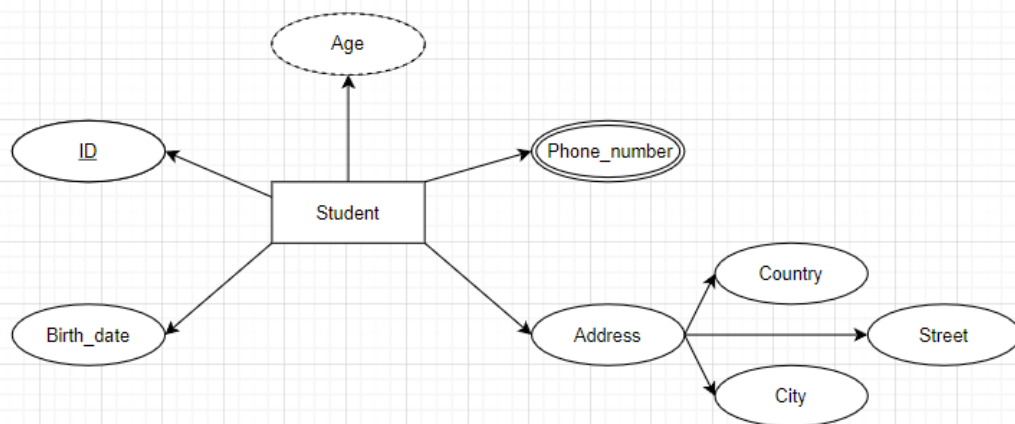 Age
ID
Phone_number
Student
Country
Birth_date
Address
Street
City